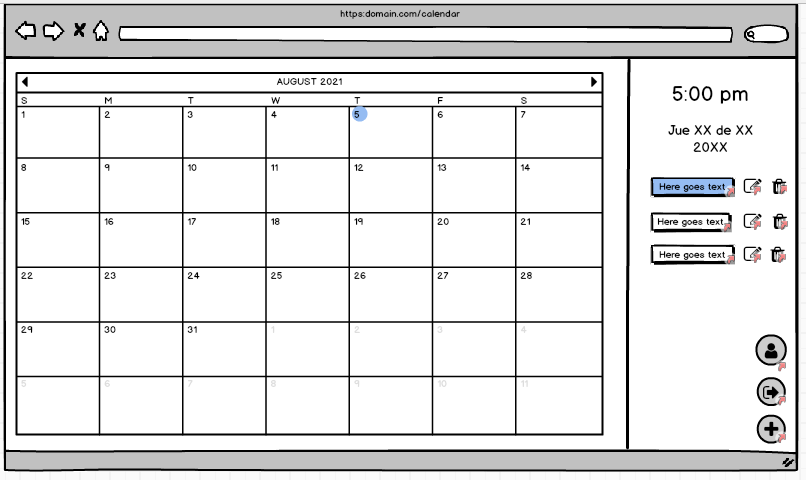 https:domain.com/calendar
AUGUST 2021
S M T W T F S
1 2 3 4 5 6 7
8 9 10 11 12 13 14
15 16 17 18 19 20 21
22 23 24 25 26 27 28
29 30 31 1 2 3 4
5 6 7 8 9 10 11
5:00 pm
Jue XX de XX
20XX
Here goes text
Here goes text
Here goes text